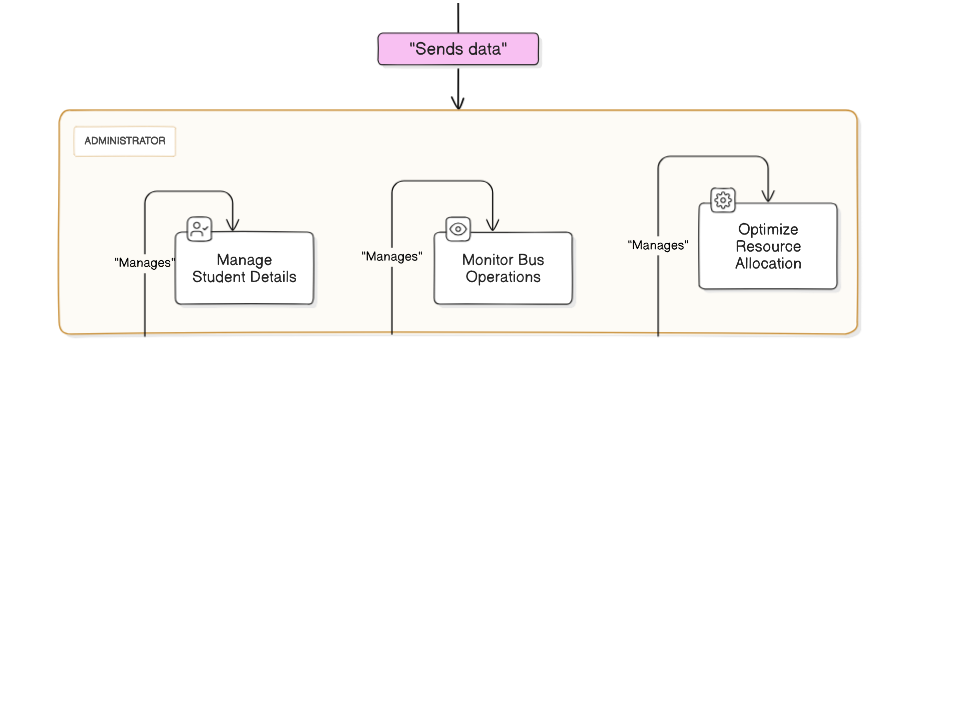 "Sends data"
ADMINISTRATOR
"Manages"
Manage
Student Details
"Manages"
Monitor Bus
Operations
"Manages"
Optimize
Resource
Allocation